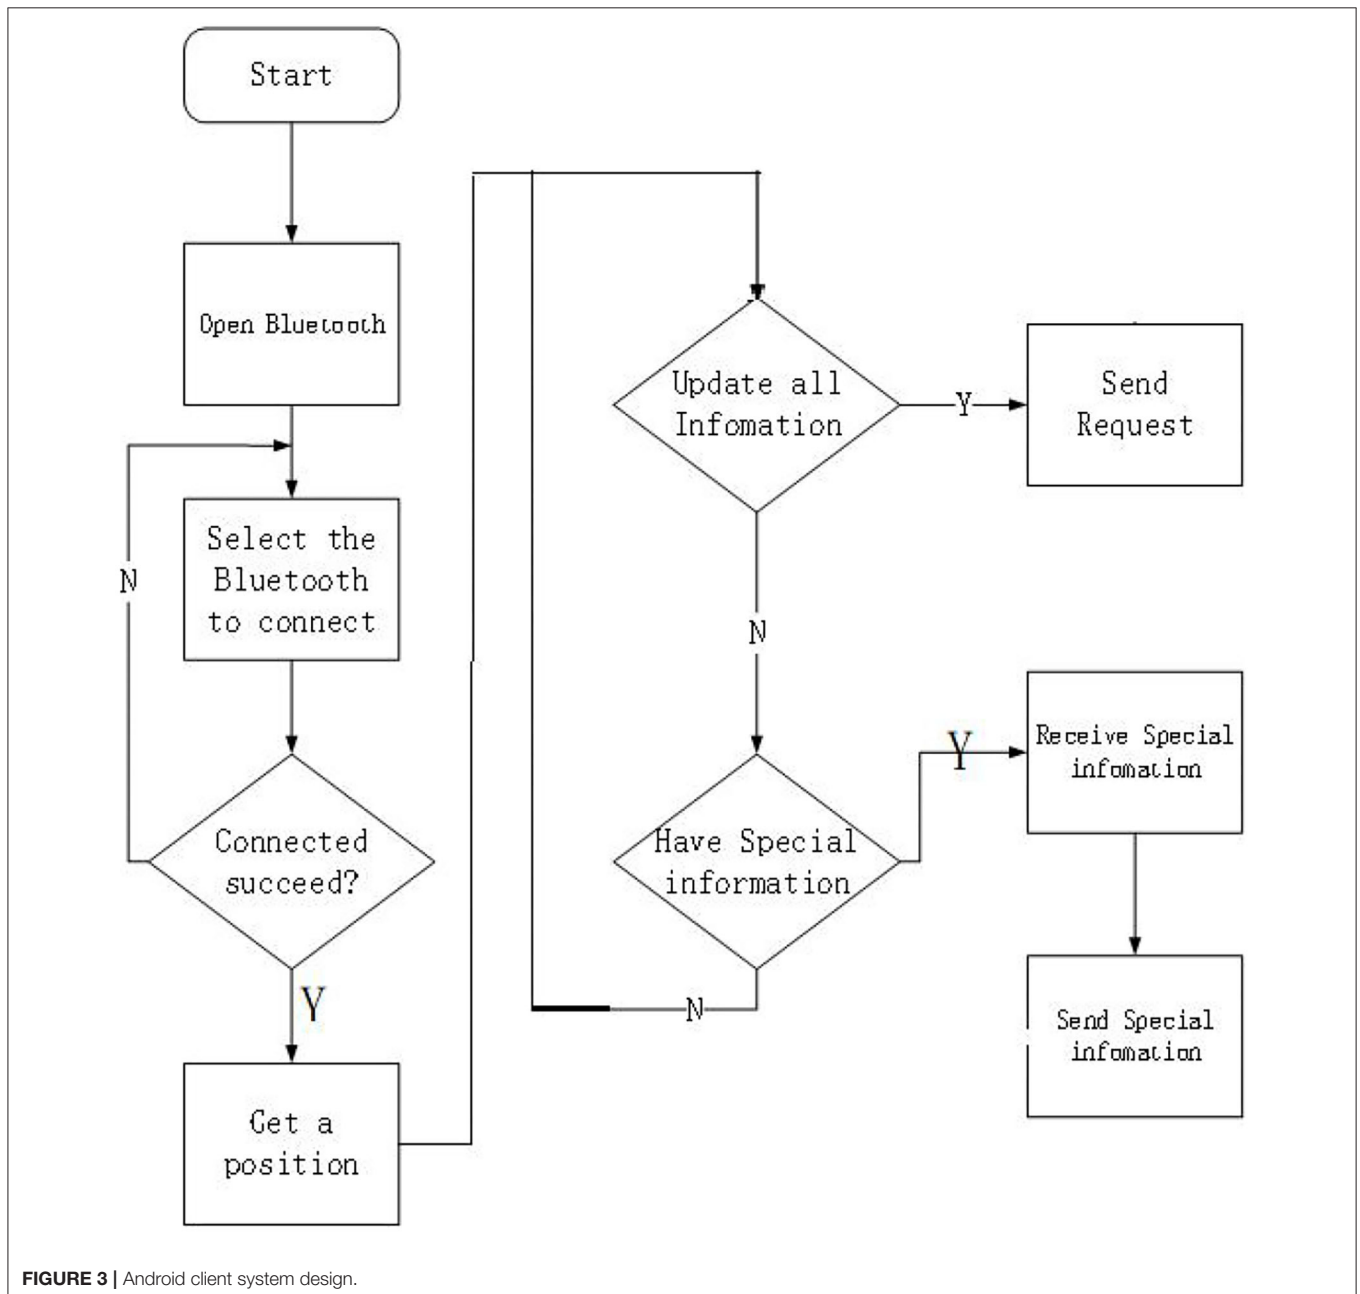 Start
Open Bluetooth
Select the
Bluetooth
to connect
N
Connected
succeed?
Y
Get a
position
Update all
Infomation
Y
Send
Request
N
Have Special
information
Y
Receive Special
infomation
N
Send Special
infomation
FIGURE 3 | Android client system design.